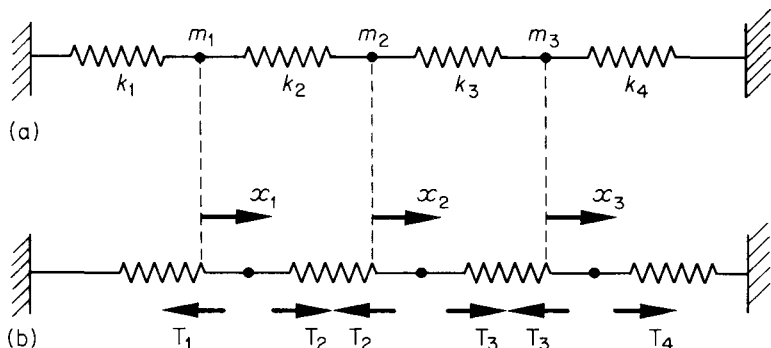 m₁ m₂ m₃
k₁ k₂ k₃ k₄
(a)
x₁ x₂ x₃
(b) T₁ T₂ T₂ T₃ T₃ T₄